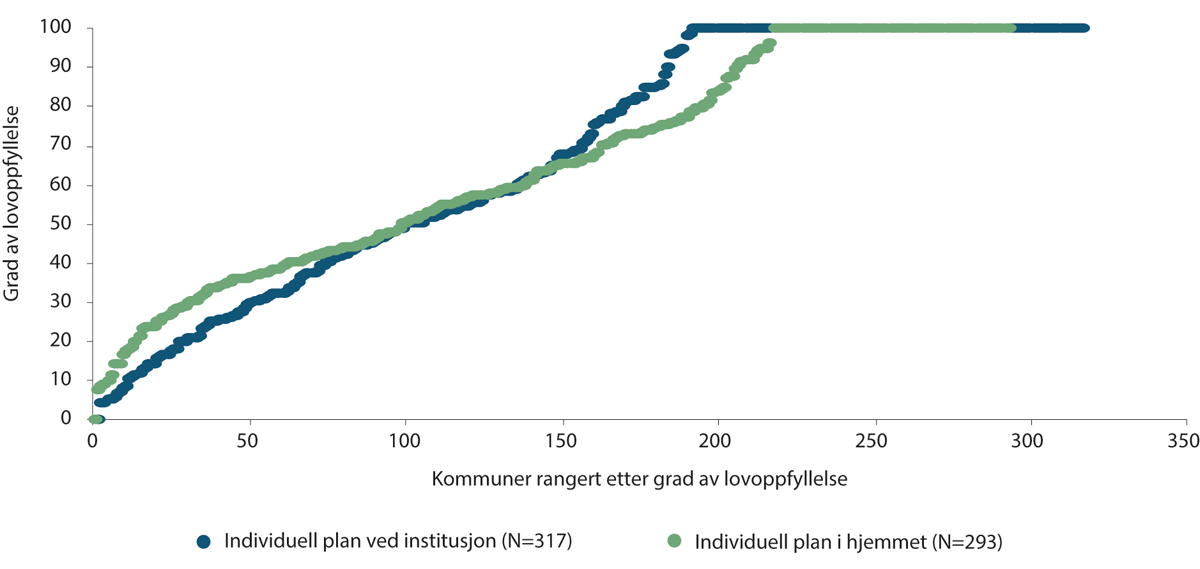 Grad av lovoppfyllelse
100
90
80
70
60
50
40
30
20
10
0
0 50 100 150 200 250 300 350
Kommuner rangert etter grad av lovoppfyllelse
Individuell plan ved institusjon (N=317) Individuell plan i hjemmet (N=293)